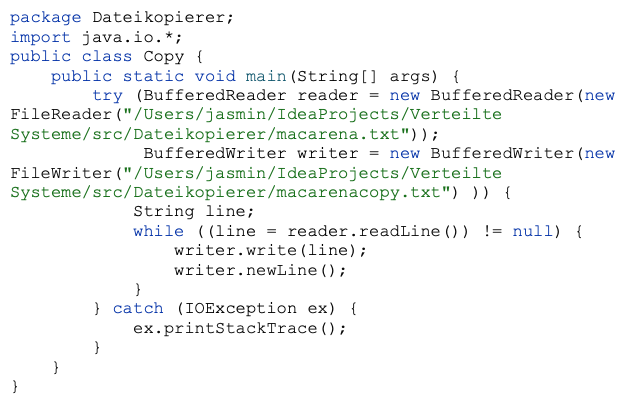 package Dateikopierer;
import java.io.*;
public class Copy {
    public static void main(String[] args) {
        try (BufferedReader reader = new BufferedReader(new
FileReader("/Users/jasmin/IdeaProjects/Verteilte
Systeme/src/Dateikopierer/macarena.txt"));
             BufferedWriter writer = new BufferedWriter(new
FileWriter("/Users/jasmin/IdeaProjects/Verteilte
Systeme/src/Dateikopierer/macarenacopy.txt") )) {
            String line;
            while ((line = reader.readLine()) != null) {
                writer.write(line);
                writer.newLine();
            }
        } catch (IOException ex) {
            ex.printStackTrace();
        }
    }
}